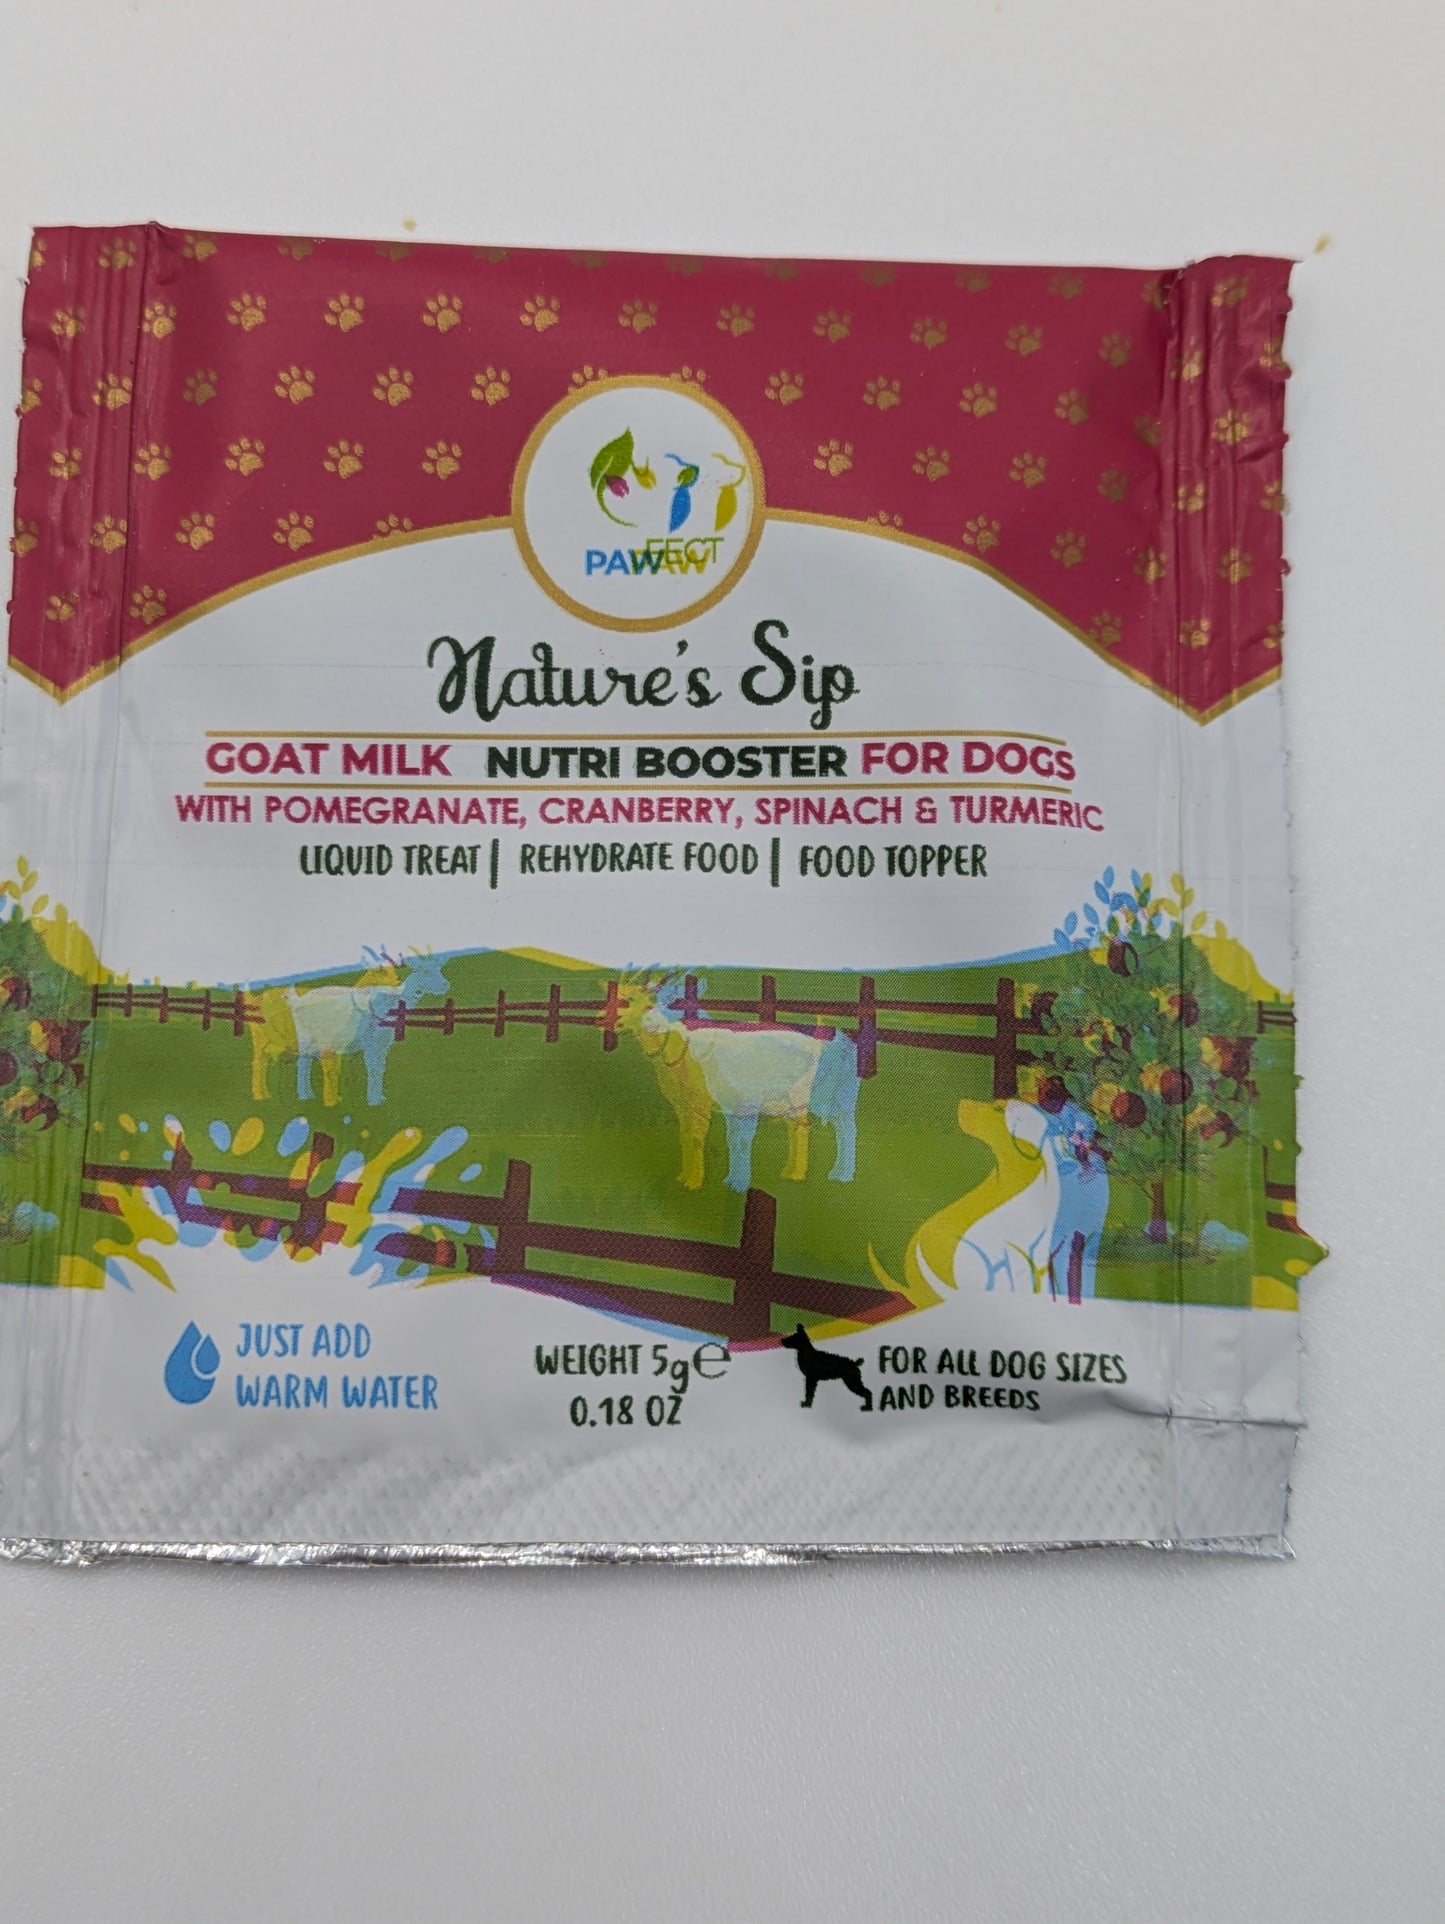 PAWFECT
PAW
Nature's Sip
GOAT MILK NUTRI BOOSTER FOR DOGS
WITH POMEGRANATE, CRANBERRY, SPINACH & TURMERIC
LIQUID TREAT | REHYDRATE FOOD | FOOD TOPPER
JUST ADD
WARM WATER
WEIGHT 5g℮
0.18 OZ
FOR ALL DOG SIZES
AND BREEDS